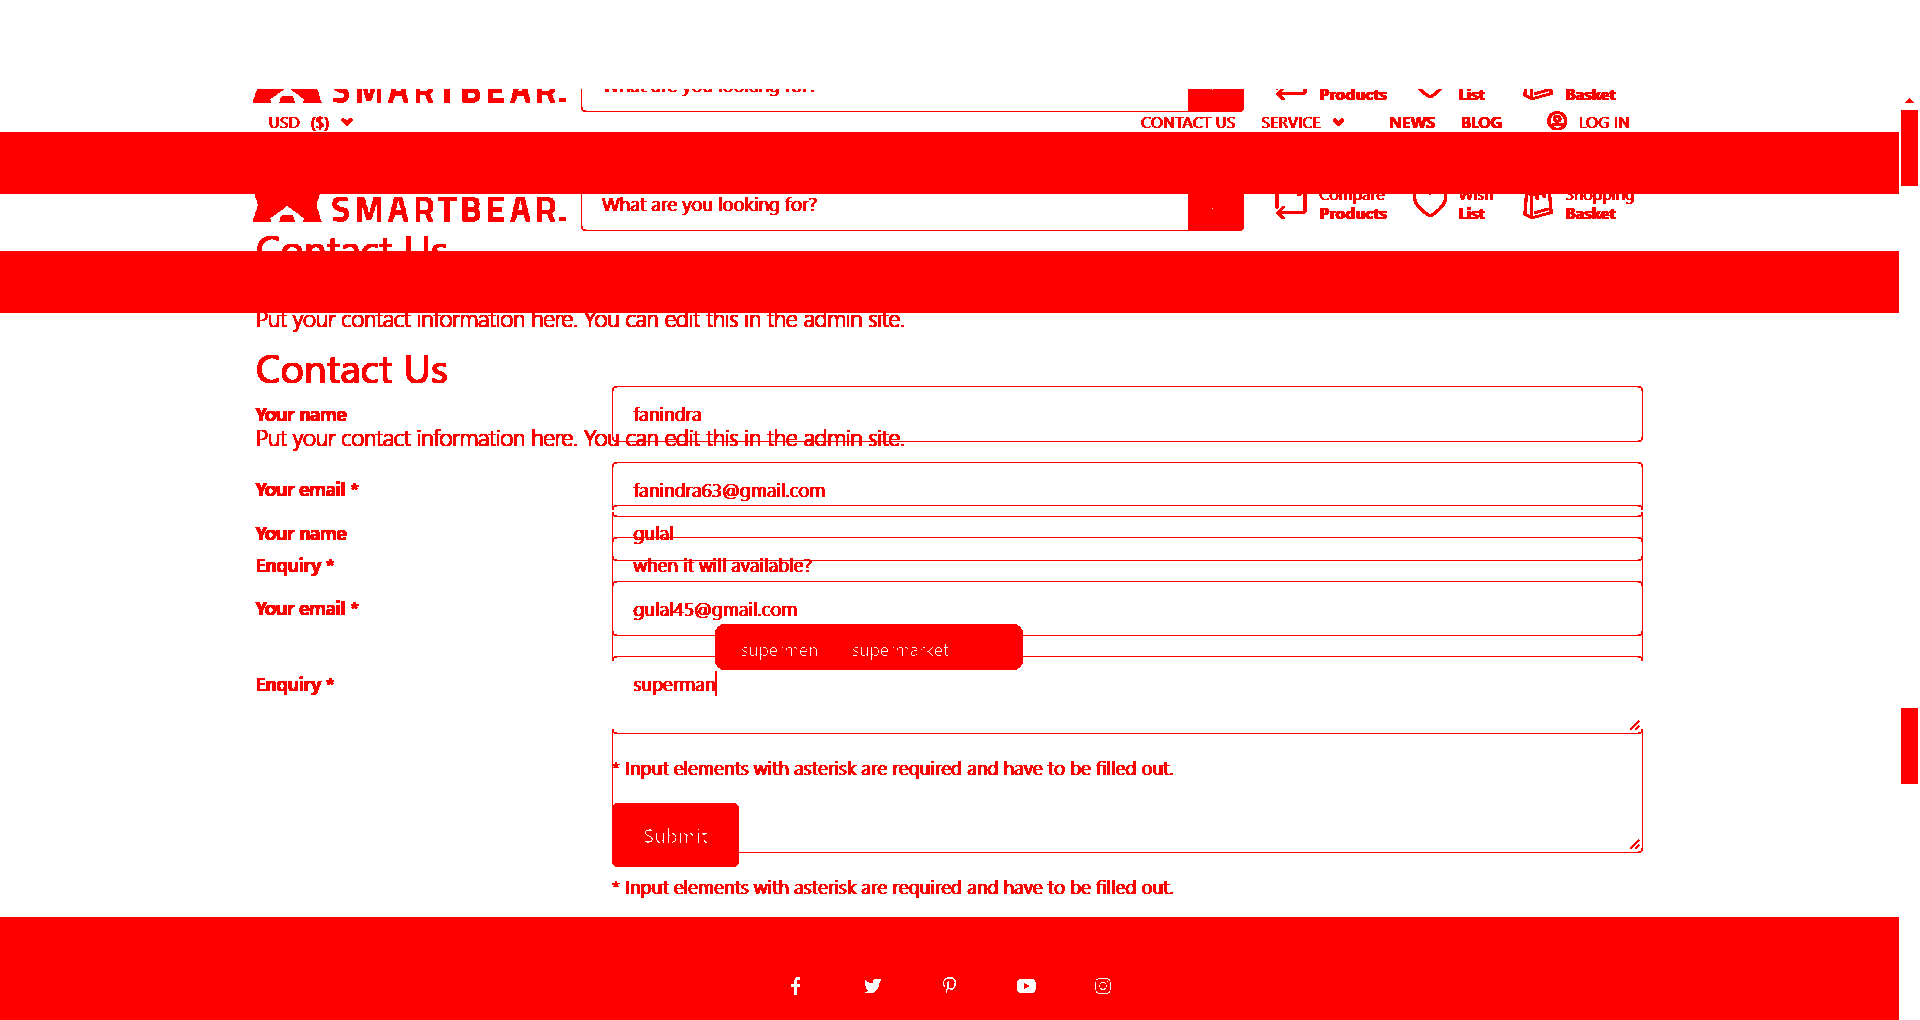 SMARTBEAR. What are you looking for? Products List Basket
USD ($) CONTACT US SERVICE NEWS BLOG LOG IN
SMARTBEAR. What are you looking for? Compare Products Wish List Shopping Basket
Contact Us
Put your contact information here. You can edit this in the admin site.
Contact Us
Your name fanindra
Put your contact information here. You can edit this in the admin site.
Your email * fanindra63@gmail.com
Your name gulal
Enquiry * when it will available?
Your email * gulal45@gmail.com
supermen supermarket
Enquiry * superman
* Input elements with asterisk are required and have to be filled out.
Submit
* Input elements with asterisk are required and have to be filled out.